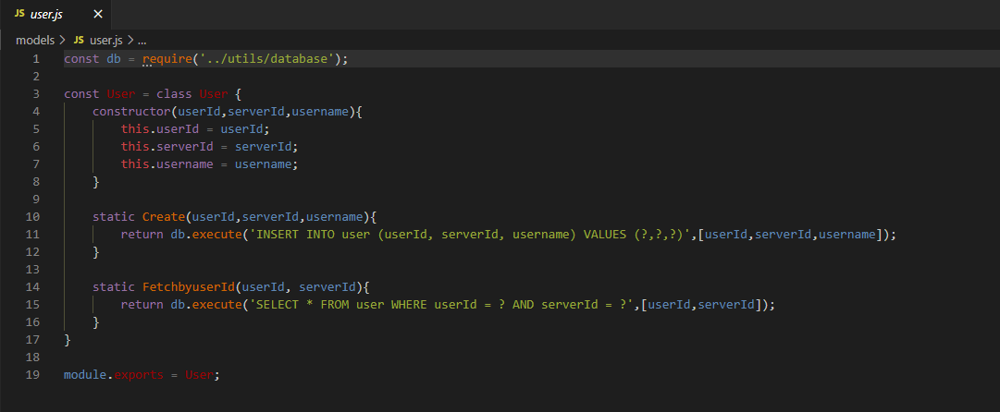 JS user.js ×
models > JS user.js > ...
1 const db = require('../utils/database');
2
3 const User = class User {
4     constructor(userId,serverId,username){
5         this.userId = userId;
6         this.serverId = serverId;
7         this.username = username;
8     }
9
10     static Create(userId,serverId,username){
11         return db.execute('INSERT INTO user (userId, serverId, username) VALUES (?,?,?)',[userId,serverId,username]);
12     }
13
14     static FetchbyuserId(userId, serverId){
15         return db.execute('SELECT * FROM user WHERE userId = ? AND serverId = ?',[userId,serverId]);
16     }
17 }
18
19 module.exports = User;